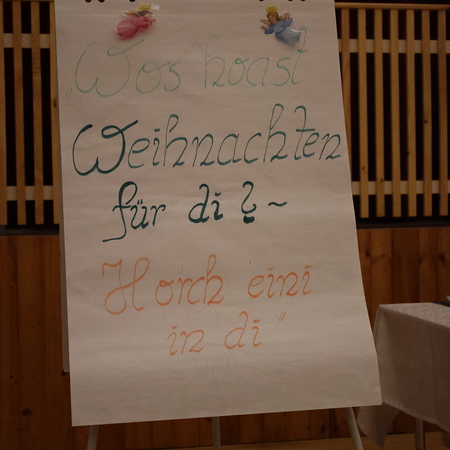 „Wos hoast
Weihnachten
für di? ~
Horch eini
in di"